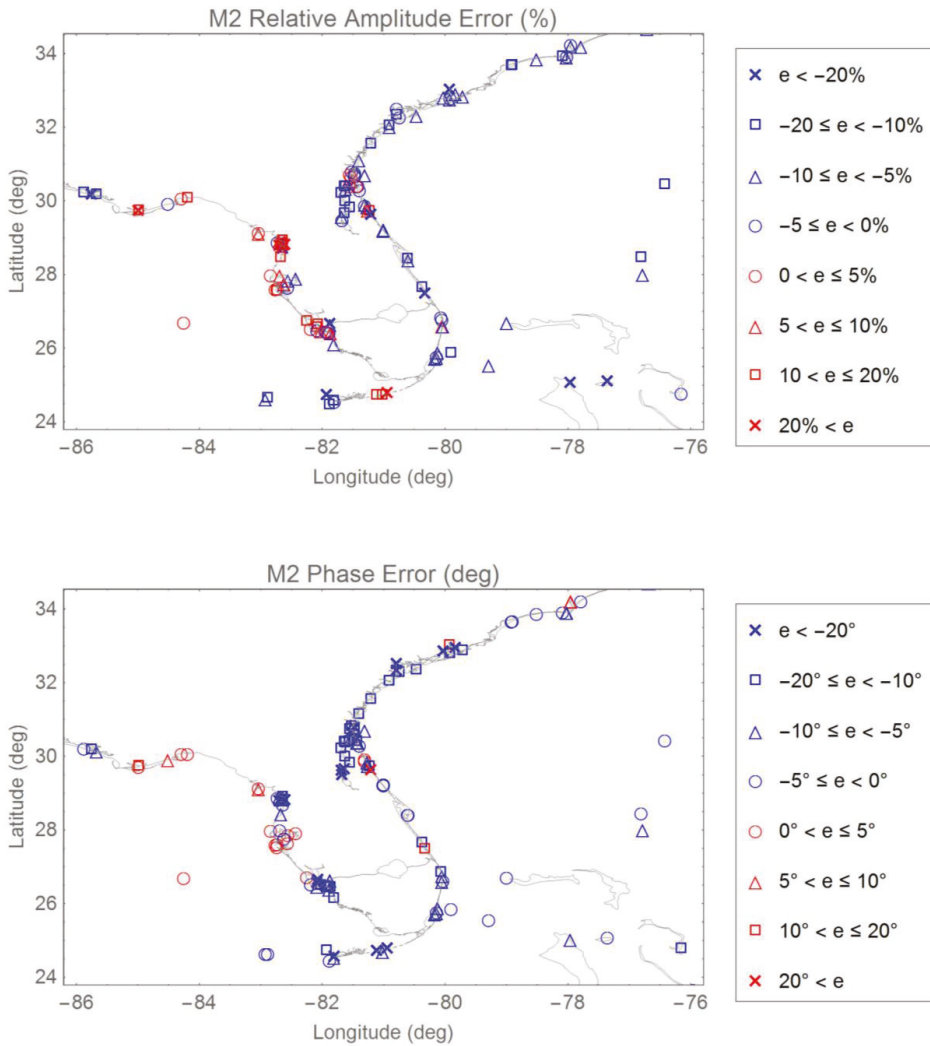 M2 Relative Amplitude Error (%)
34
32
30
28
26
24
Latitude (deg)
−86
−84
−82
−80
−78
−76
Longitude (deg)
e < −20%
−20 ≤ e < −10%
−10 ≤ e < −5%
−5 ≤ e < 0%
0 < e ≤ 5%
5 < e ≤ 10%
10 < e ≤ 20%
20% < e
M2 Phase Error (deg)
34
32
30
28
26
24
Latitude (deg)
−86
−84
−82
−80
−78
−76
Longitude (deg)
e < −20°
−20° ≤ e < −10°
−10° ≤ e < −5°
−5° ≤ e < 0°
0° < e ≤ 5°
5° < e ≤ 10°
10° < e ≤ 20°
20° < e